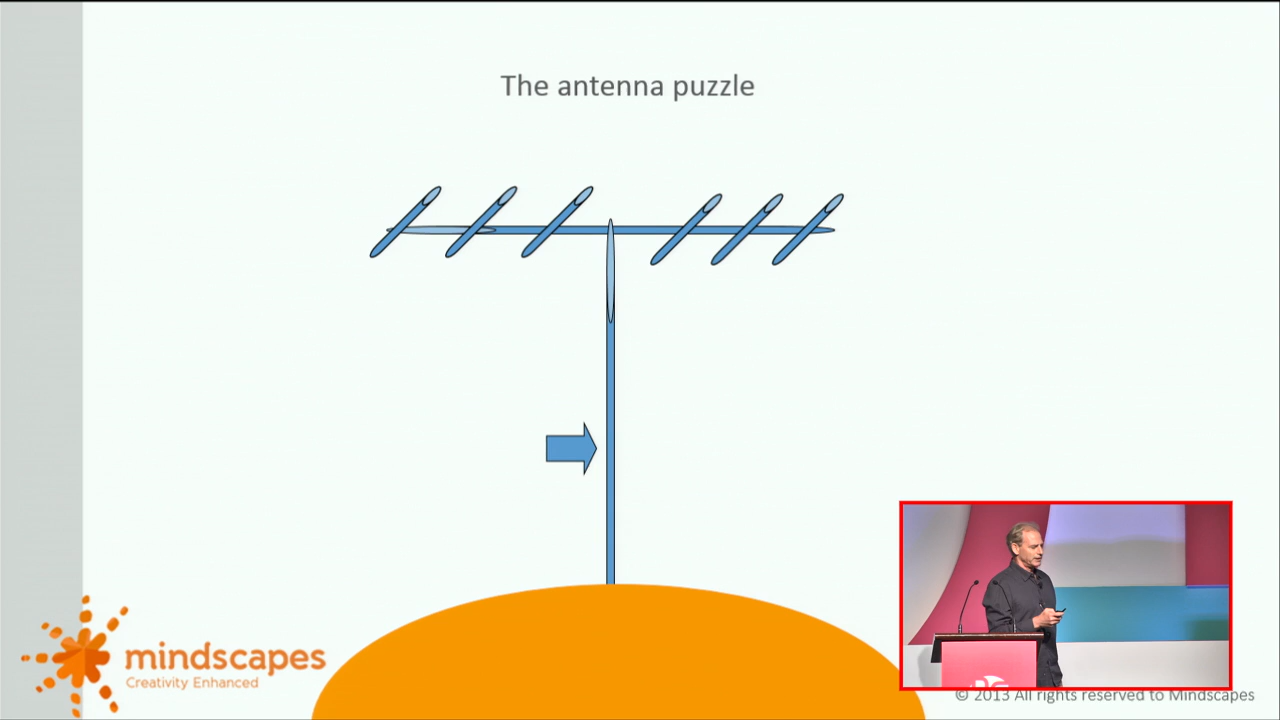 The antenna puzzle
mindscapes
Creativity Enhanced
© 2013 All rights reserved to Mindscapes